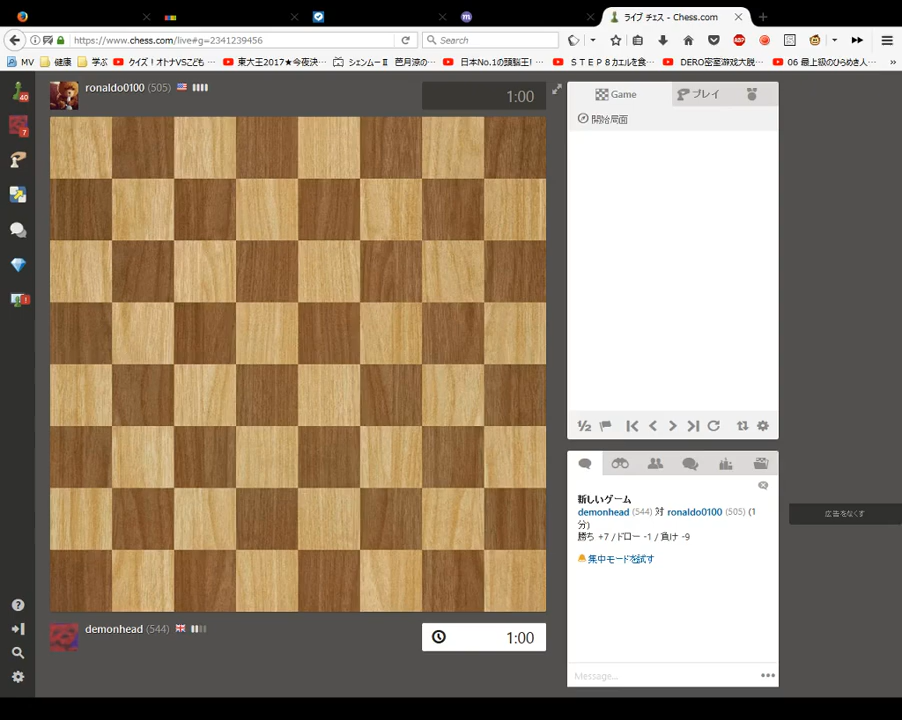 ライブ チェス - Chess.com
https://www.chess.com/live#g=2341239456
Search
MV 健康 学ぶ クイズ！オトナVSこども 東大王2017★今夜決… シェンムーⅡ 芭月涼の… 日本No.1の頭脳王! ＳＴＥＰ８カエルを食… DERO密室游戏大脱… 06 最上級のひらめき人…
ronaldo0100 (505)
1:00
Game プレイ
40
7
開始局面
½
新しいゲーム
demonhead (544) 対 ronaldo0100 (505) (1
分)
勝ち +7 / ドロー -1 / 負け -9
集中モードを試す
広告をなくす
demonhead (544)
1:00
Message...